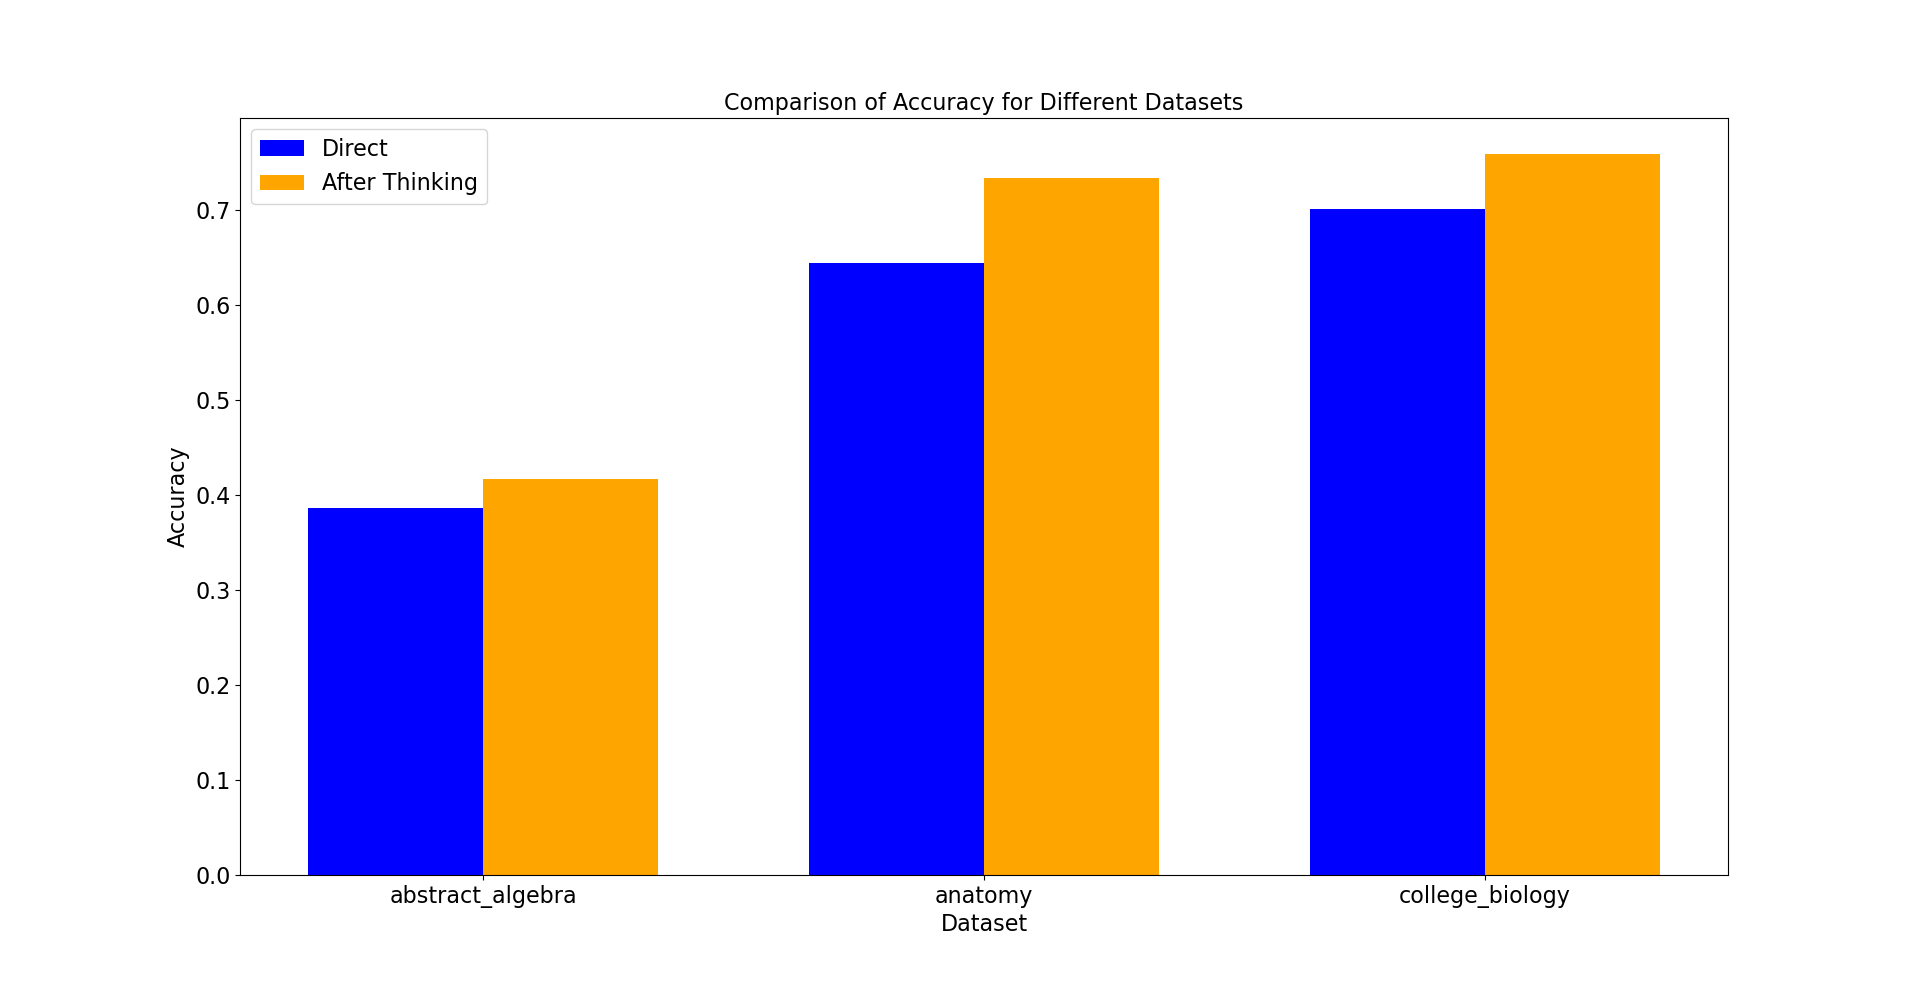 Comparison of Accuracy for Different Datasets
Direct
After Thinking
0.7
0.6
0.5
0.4
0.3
0.2
0.1
0.0
Accuracy
abstract_algebra
anatomy
college_biology
Dataset